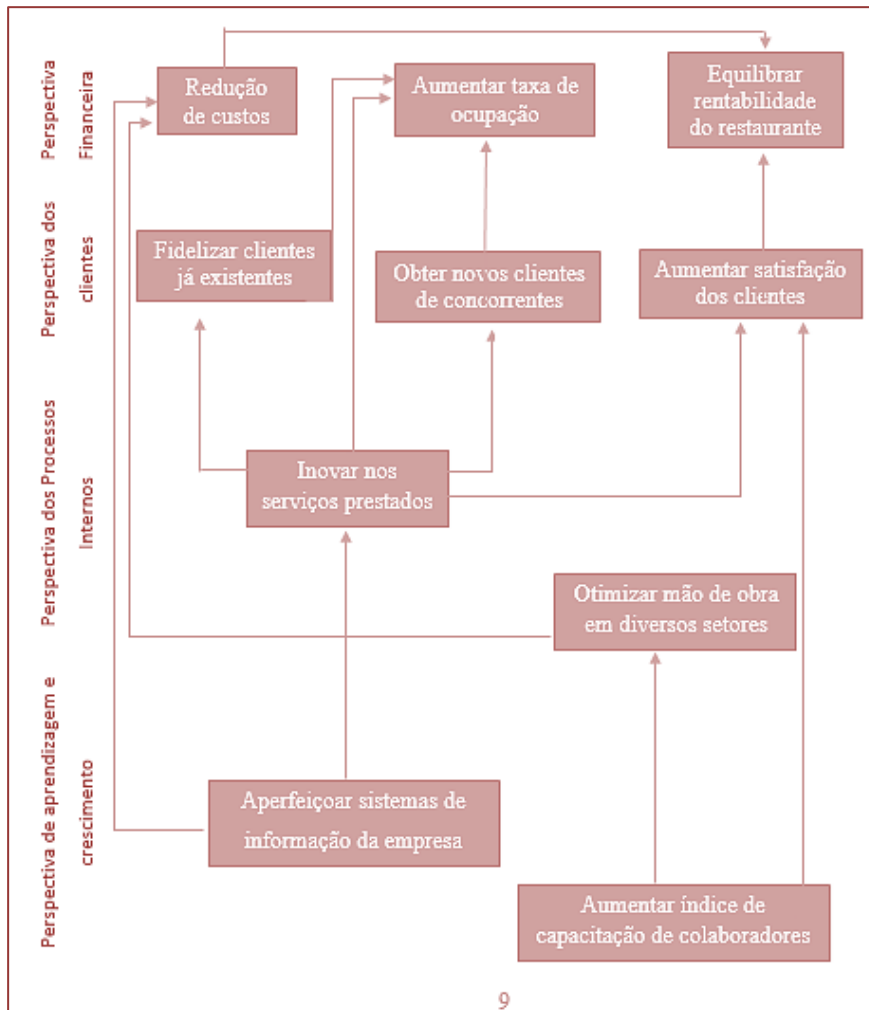 Perspectiva
Financeira
Redução
de custos
Aumentar taxa de
ocupação
Equilibrar
rentabilidade
do restaurante
Perspectiva dos
clientes
Fidelizar clientes
já existentes
Obter novos clientes
de concorrentes
Aumentar satisfação
dos clientes
Perspectiva dos Processos
Internos
Inovar nos
serviços prestados
Otimizar mão de obra
em diversos setores
Perspectiva de aprendizagem e
crescimento
Aperfeiçoar sistemas de
informação da empresa
Aumentar índice de
capacitação de colaboradores
9